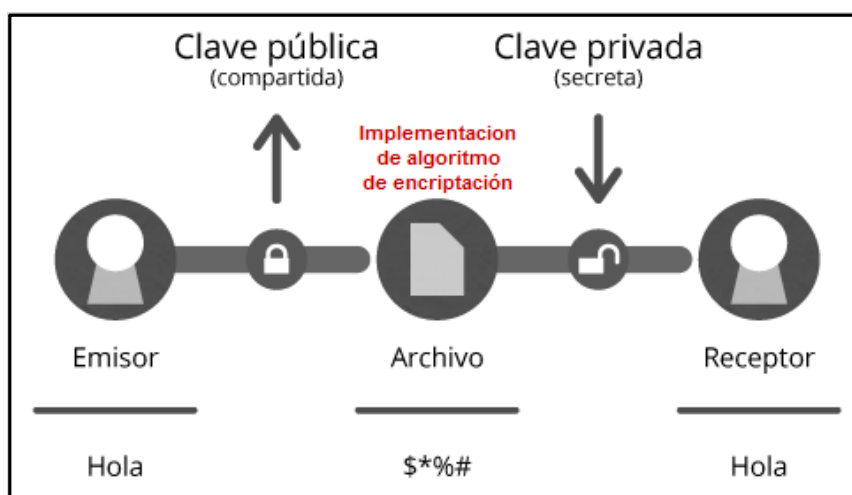 Clave pública
(compartida)
Clave privada
(secreta)
Implementacion
de algoritmo
de encriptación
Emisor
Archivo
Receptor
Hola
$*%#
Hola